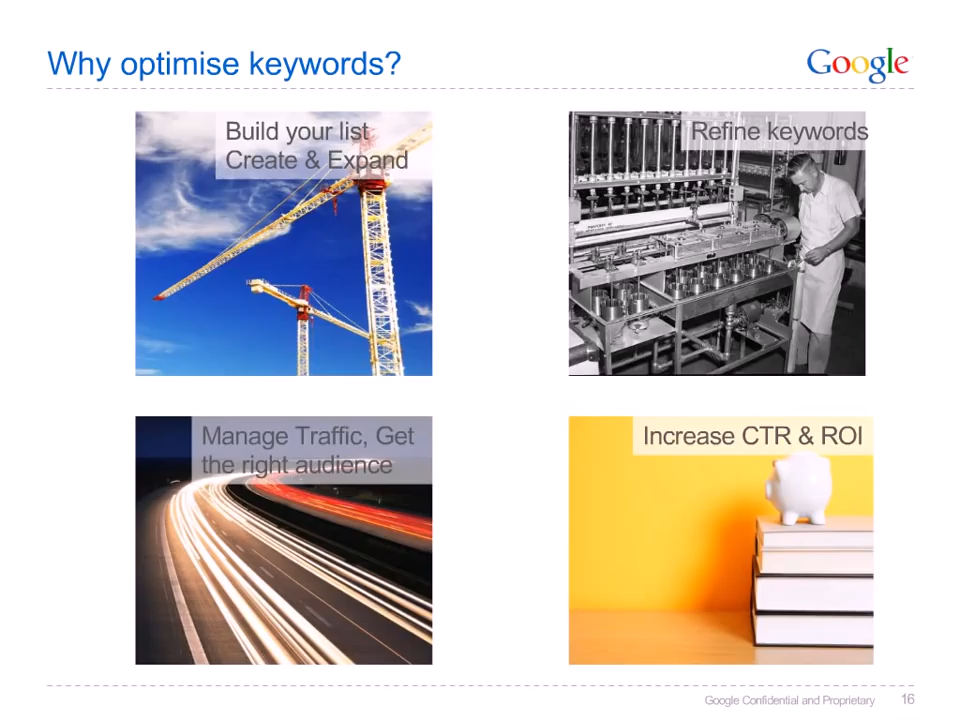 Why optimise keywords?
Google
Build your list
Create & Expand
Refine keywords
Manage Traffic, Get
the right audience
Increase CTR & ROI
Google Confidential and Proprietary
16